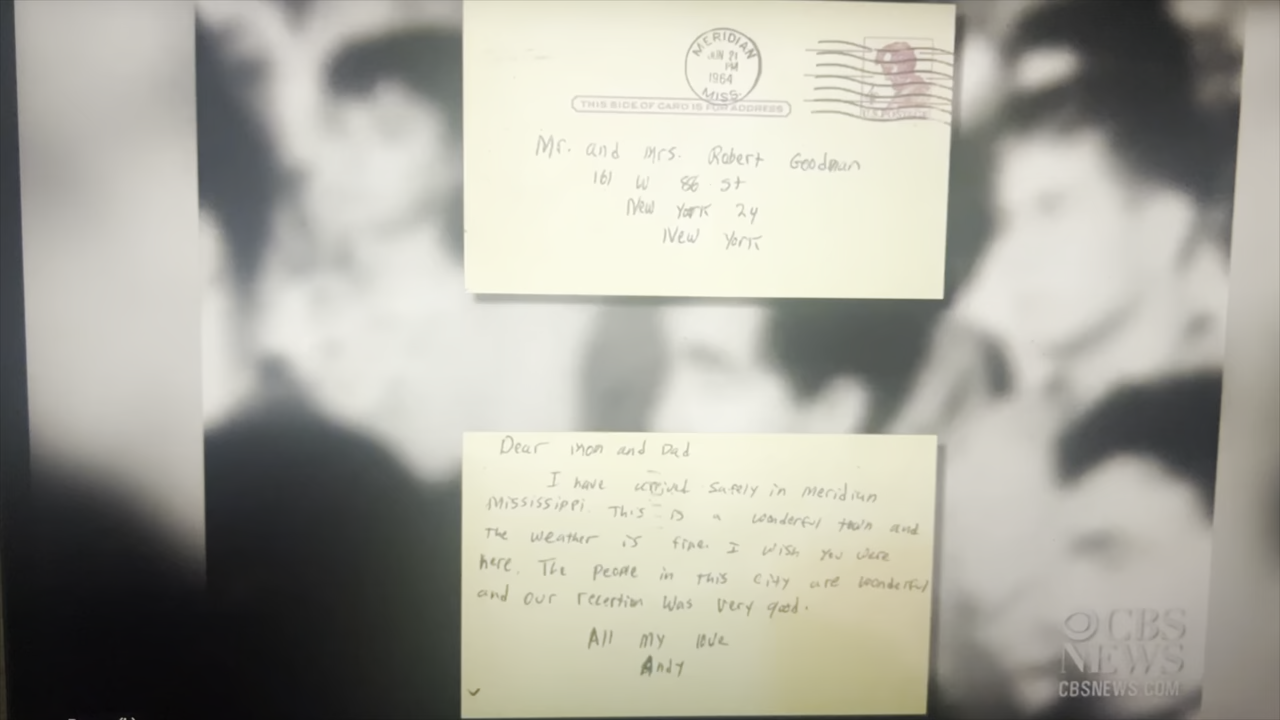 MERIDIAN
JUN 21
PM
1964
MISS.
THIS SIDE OF CARD IS FOR ADDRESS
4
U.S. POSTAGE
Mr. and Mrs. Robert Goodman
161 W 86 St
New York 24
New York
Dear Mom and Dad
I have arrived safely in Meridian
Mississippi. This is a wonderful town and
the weather is fine. I wish you were
here. The people in this city are wonderful
and our reception was very good.
All my love
Andy
CBS
NEWS
CBSNEWS.COM